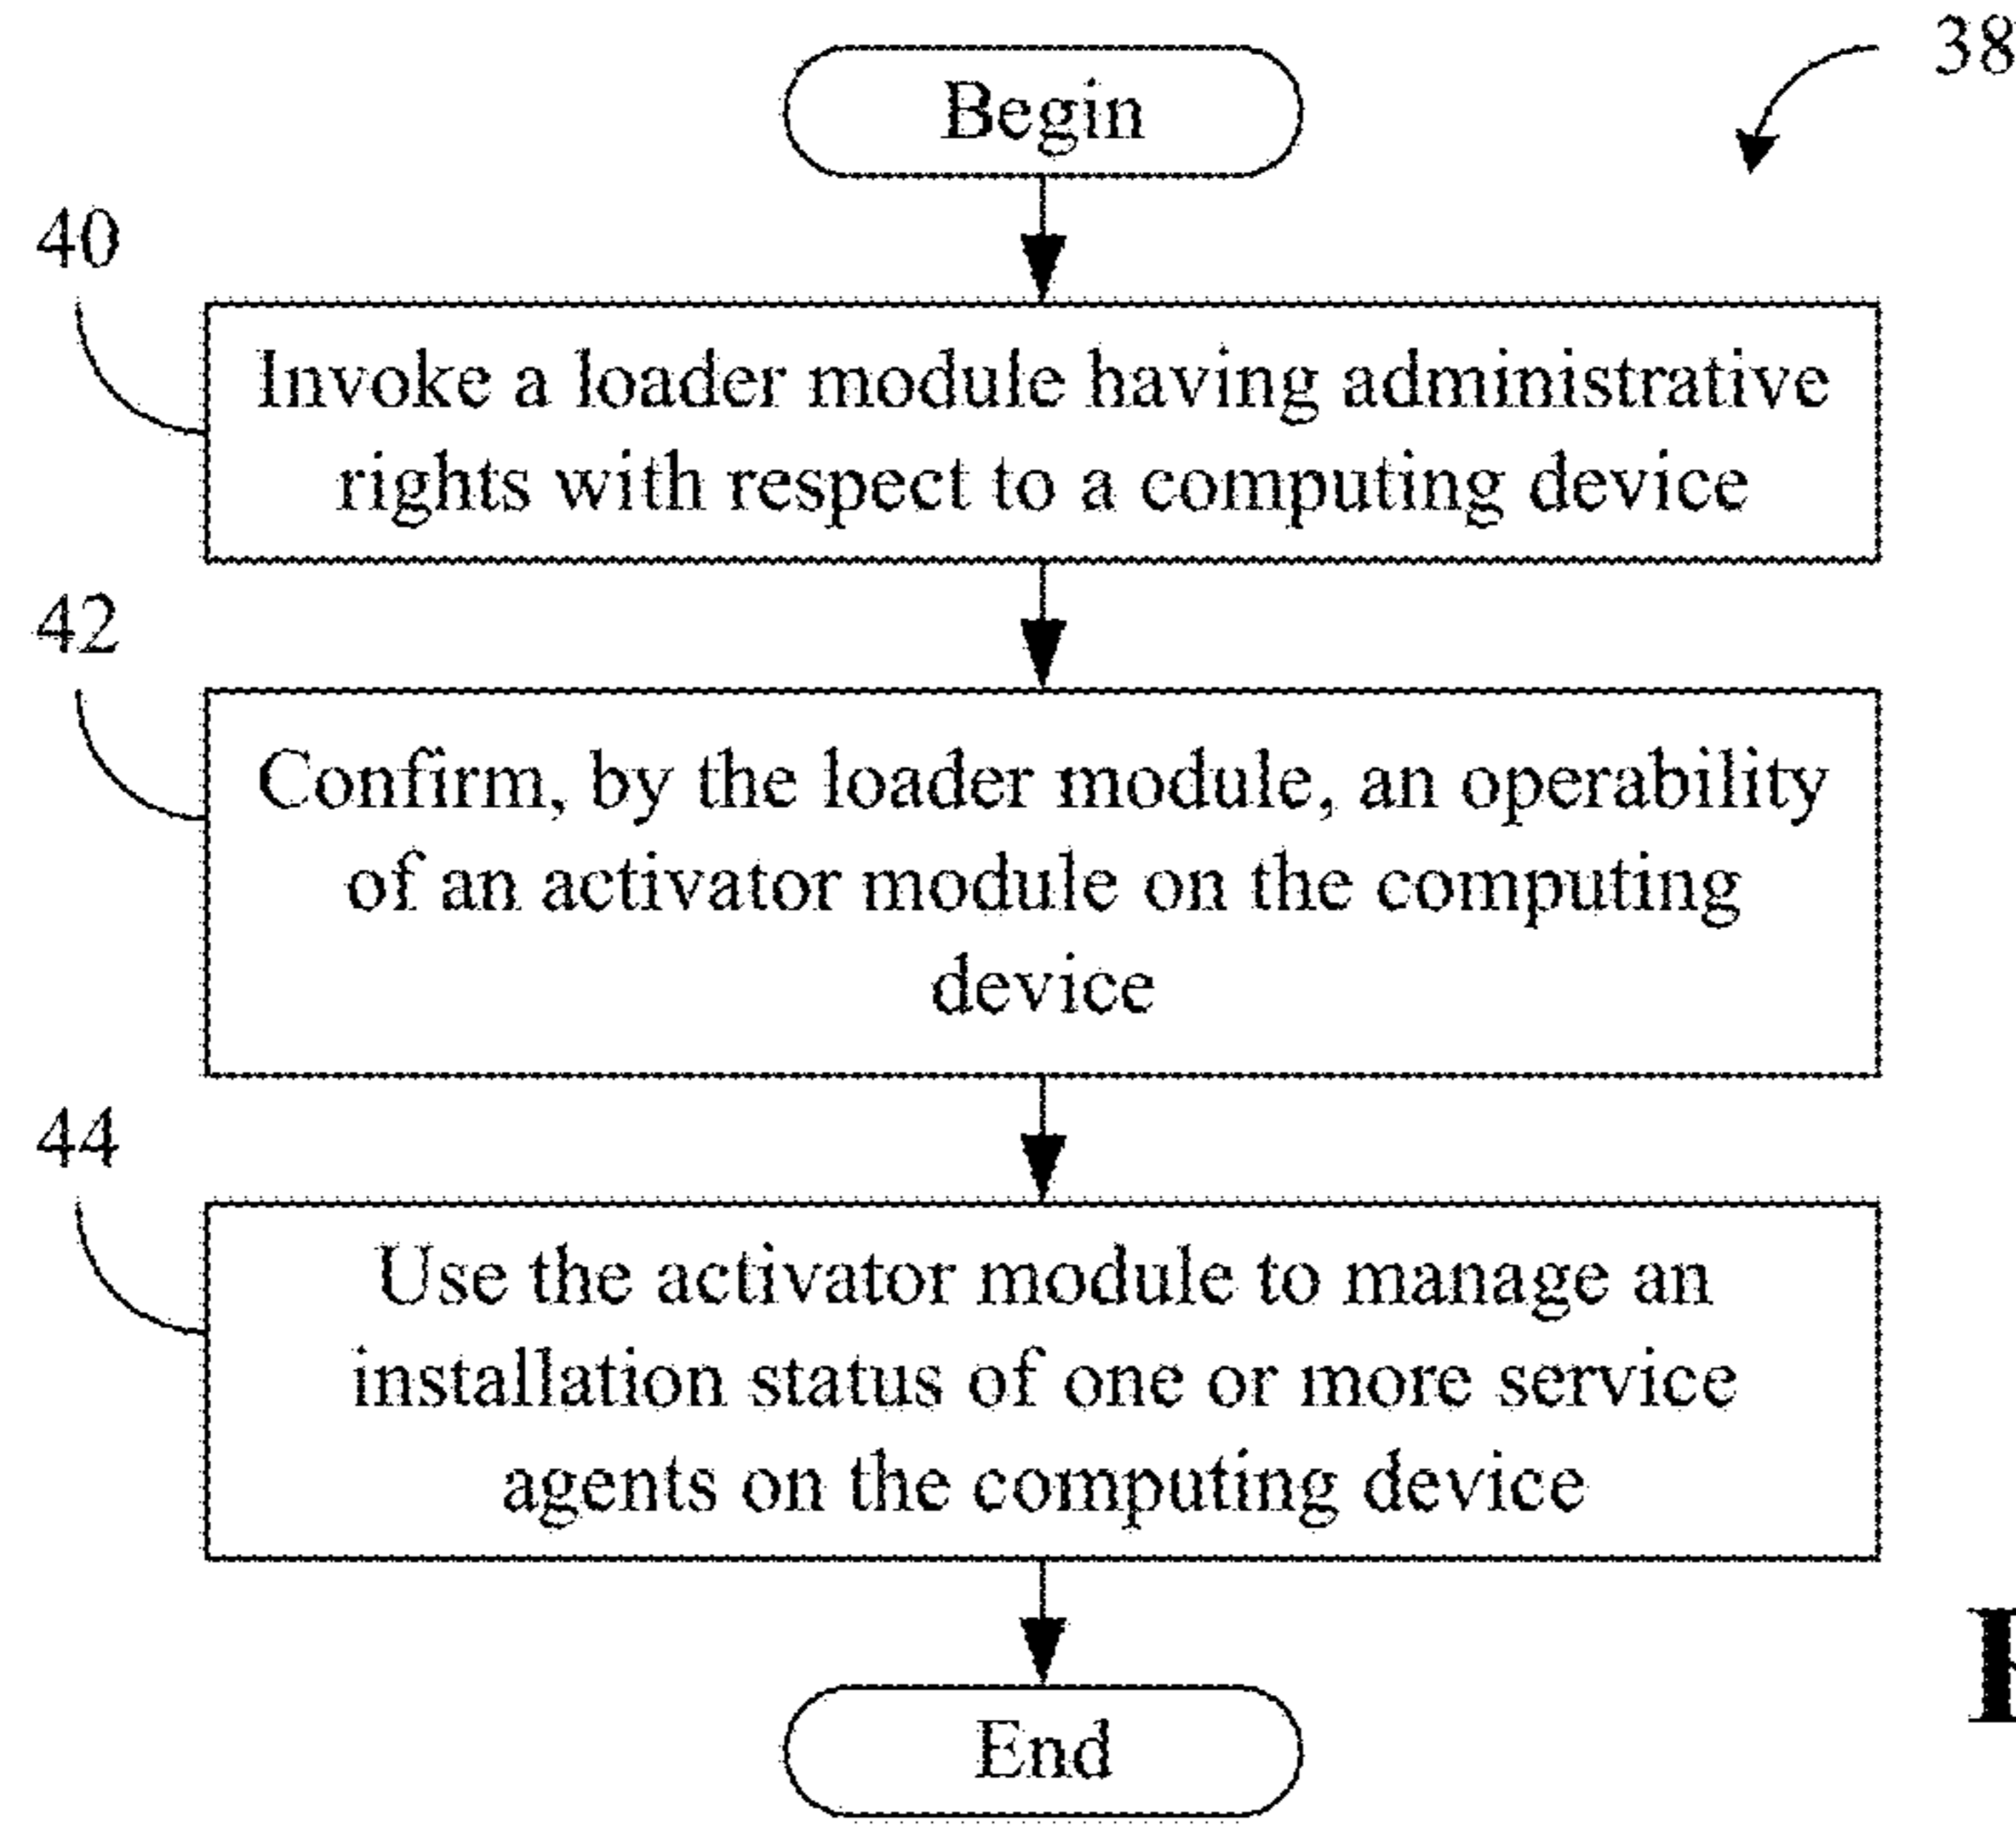 Begin
38
40
Invoke a loader module having administrative
rights with respect to a computing device
42
Confirm, by the loader module, an operability
of an activator module on the computing
device
44
Use the activator module to manage an
installation status of one or more service
agents on the computing device
End